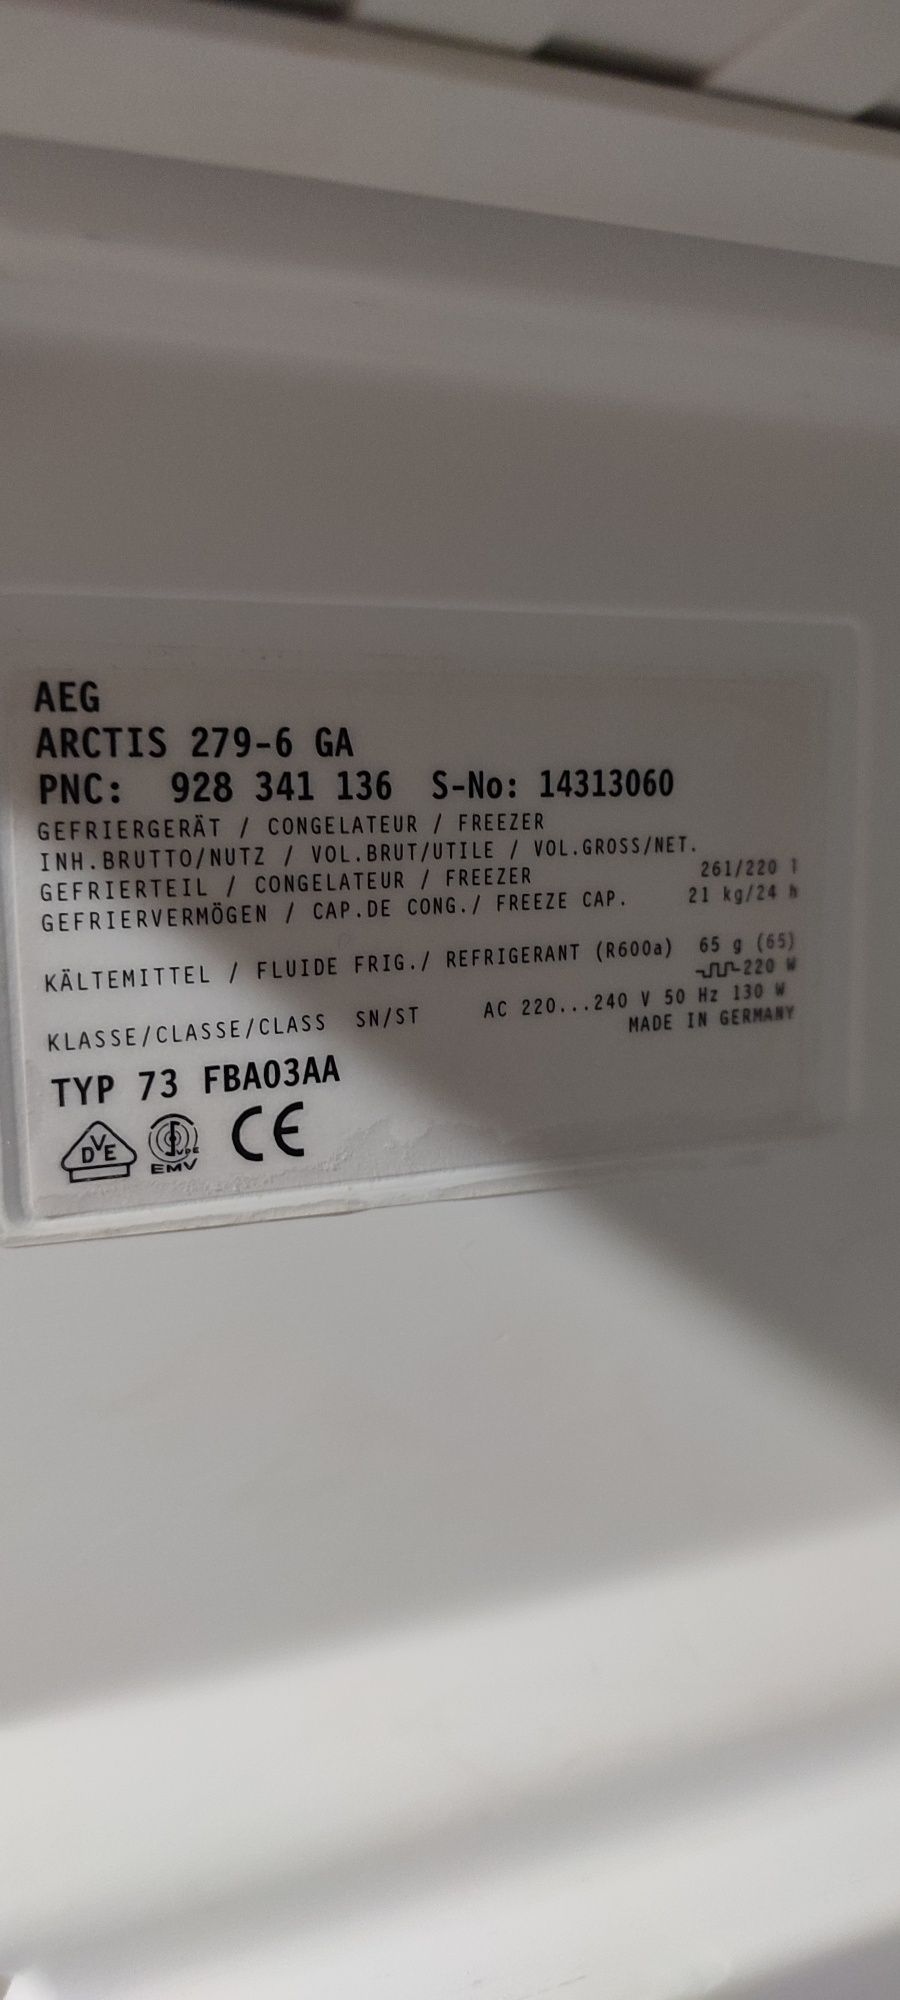 AEG
ARCTIS 279-6 GA
PNC: 928 341 136 S-No: 14313060
GEFRIERGERÄT / CONGELATEUR / FREEZER
INH.BRUTTO/NUTZ / VOL.BRUT/UTILE / VOL.GROSS/NET.
GEFRIERTEIL / CONGELATEUR / FREEZER 261/220 l
GEFRIERVERMÖGEN / CAP.DE CONG./ FREEZE CAP. 21 kg/24 h
KÄLTEMITTEL / FLUIDE FRIG./ REFRIGERANT (R600a) 65 g (65)
220 W
KLASSE/CLASSE/CLASS SN/ST AC 220...240 V 50 Hz 130 W
MADE IN GERMANY
TYP 73 FBA03AA
DVE VDE EMV CE